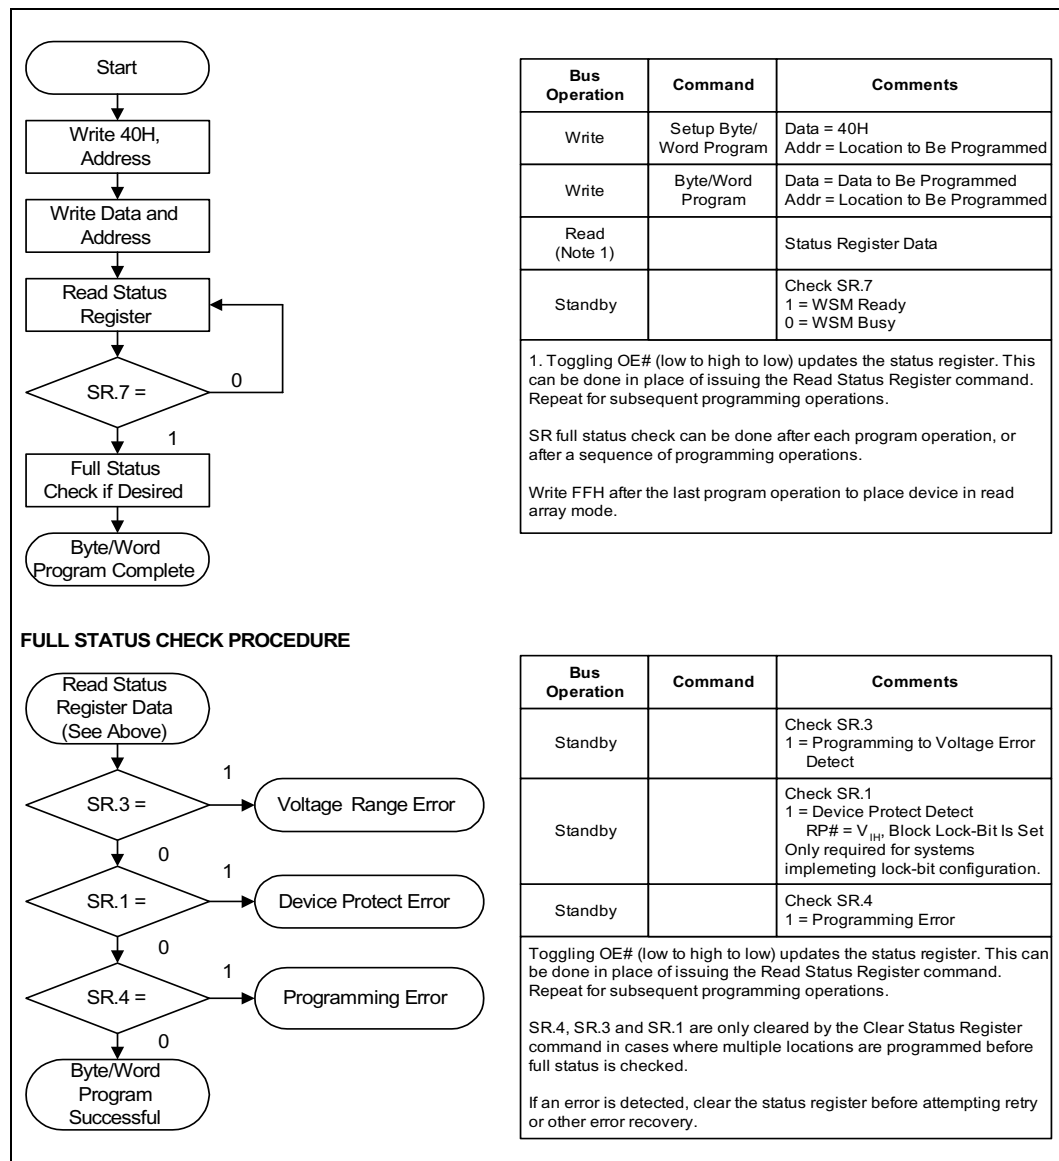 Start
Write 40H,
Address
Write Data and
Address
Read Status
Register
SR.7 =
0
1
Full Status
Check if Desired
Byte/Word
Program Complete
Bus
Operation
Command
Comments
Write
Setup Byte/
Word Program
Data = 40H
Addr = Location to Be Programmed
Write
Byte/Word
Program
Data = Data to Be Programmed
Addr = Location to Be Programmed
Read
(Note 1)
Status Register Data
Standby
Check SR.7
1 = WSM Ready
0 = WSM Busy
1. Toggling OE# (low to high to low) updates the status register. This
can be done in place of issuing the Read Status Register command.
Repeat for subsequent programming operations.
SR full status check can be done after each program operation, or
after a sequence of programming operations.
Write FFH after the last program operation to place device in read
array mode.
FULL STATUS CHECK PROCEDURE
Read Status
Register Data
(See Above)
SR.3 =
1
Voltage Range Error
0
SR.1 =
1
Device Protect Error
0
SR.4 =
1
Programming Error
0
Byte/Word
Program
Successful
Bus
Operation
Command
Comments
Standby
Check SR.3
1 = Programming to Voltage Error
Detect
Standby
Check SR.1
1 = Device Protect Detect
RP# = VIH, Block Lock-Bit Is Set
Only required for systems
implemeting lock-bit configuration.
Standby
Check SR.4
1 = Programming Error
Toggling OE# (low to high to low) updates the status register. This can
be done in place of issuing the Read Status Register command.
Repeat for subsequent programming operations.
SR.4, SR.3 and SR.1 are only cleared by the Clear Status Register
command in cases where multiple locations are programmed before
full status is checked.
If an error is detected, clear the status register before attempting retry
or other error recovery.